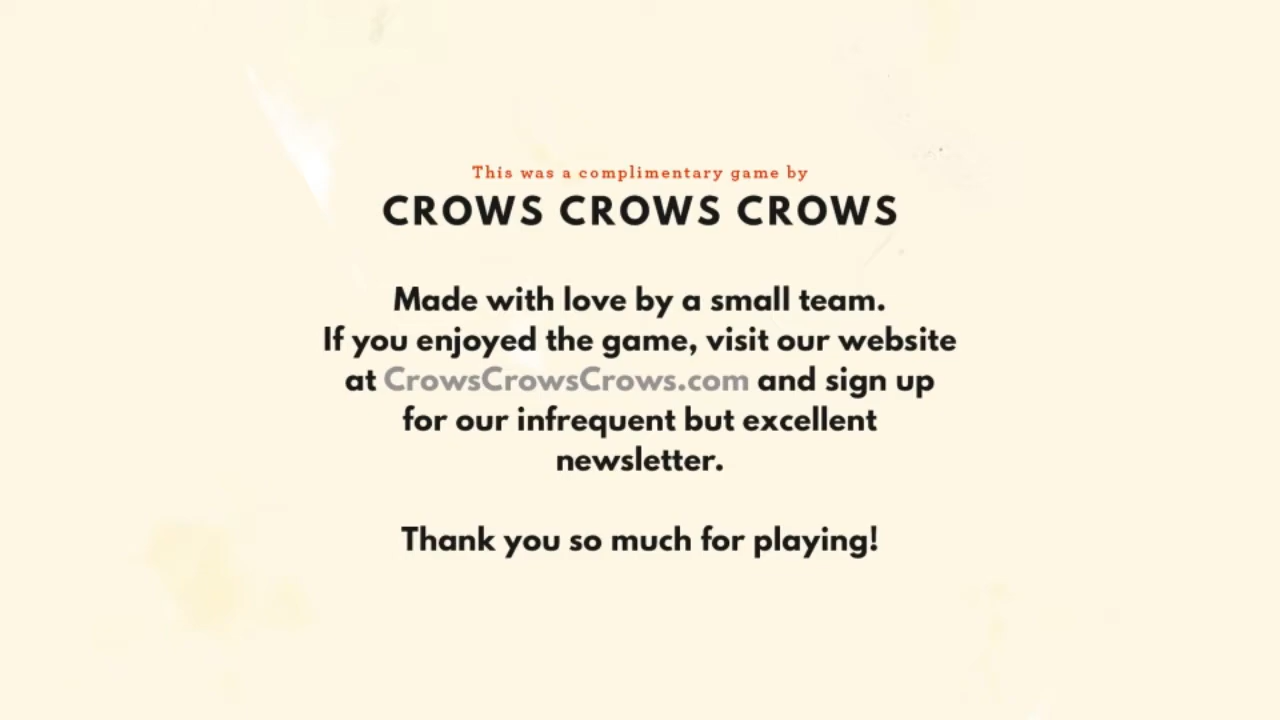 This was a complimentary game by
CROWS CROWS CROWS
Made with love by a small team.
If you enjoyed the game, visit our website
at CrowsCrowsCrows.com and sign up
for our infrequent but excellent
newsletter.
Thank you so much for playing!